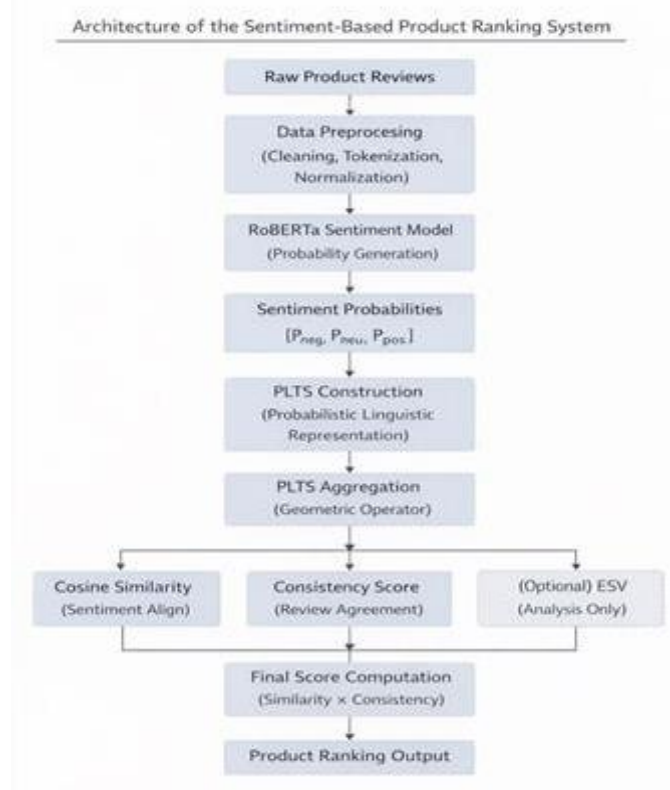 Architecture of the Sentiment-Based Product Ranking System
Raw Product Reviews
Data Preprocesing
(Cleaning, Tokenization,
Normalization)
RoBERTa Sentiment Model
(Probability Generation)
Sentiment Probabilities
[Pneg, Pneu, Ppos.]
PLTS Construction
(Probabilistic Linguistic
Representation)
PLTS Aggregation
(Geometric Operator)
Cosine Similarity
(Sentiment Align)
Consistency Score
(Review Agreement)
(Optional) ESV
(Analysis Only)
Final Score Computation
(Similarity × Consistency)
Product Ranking Output